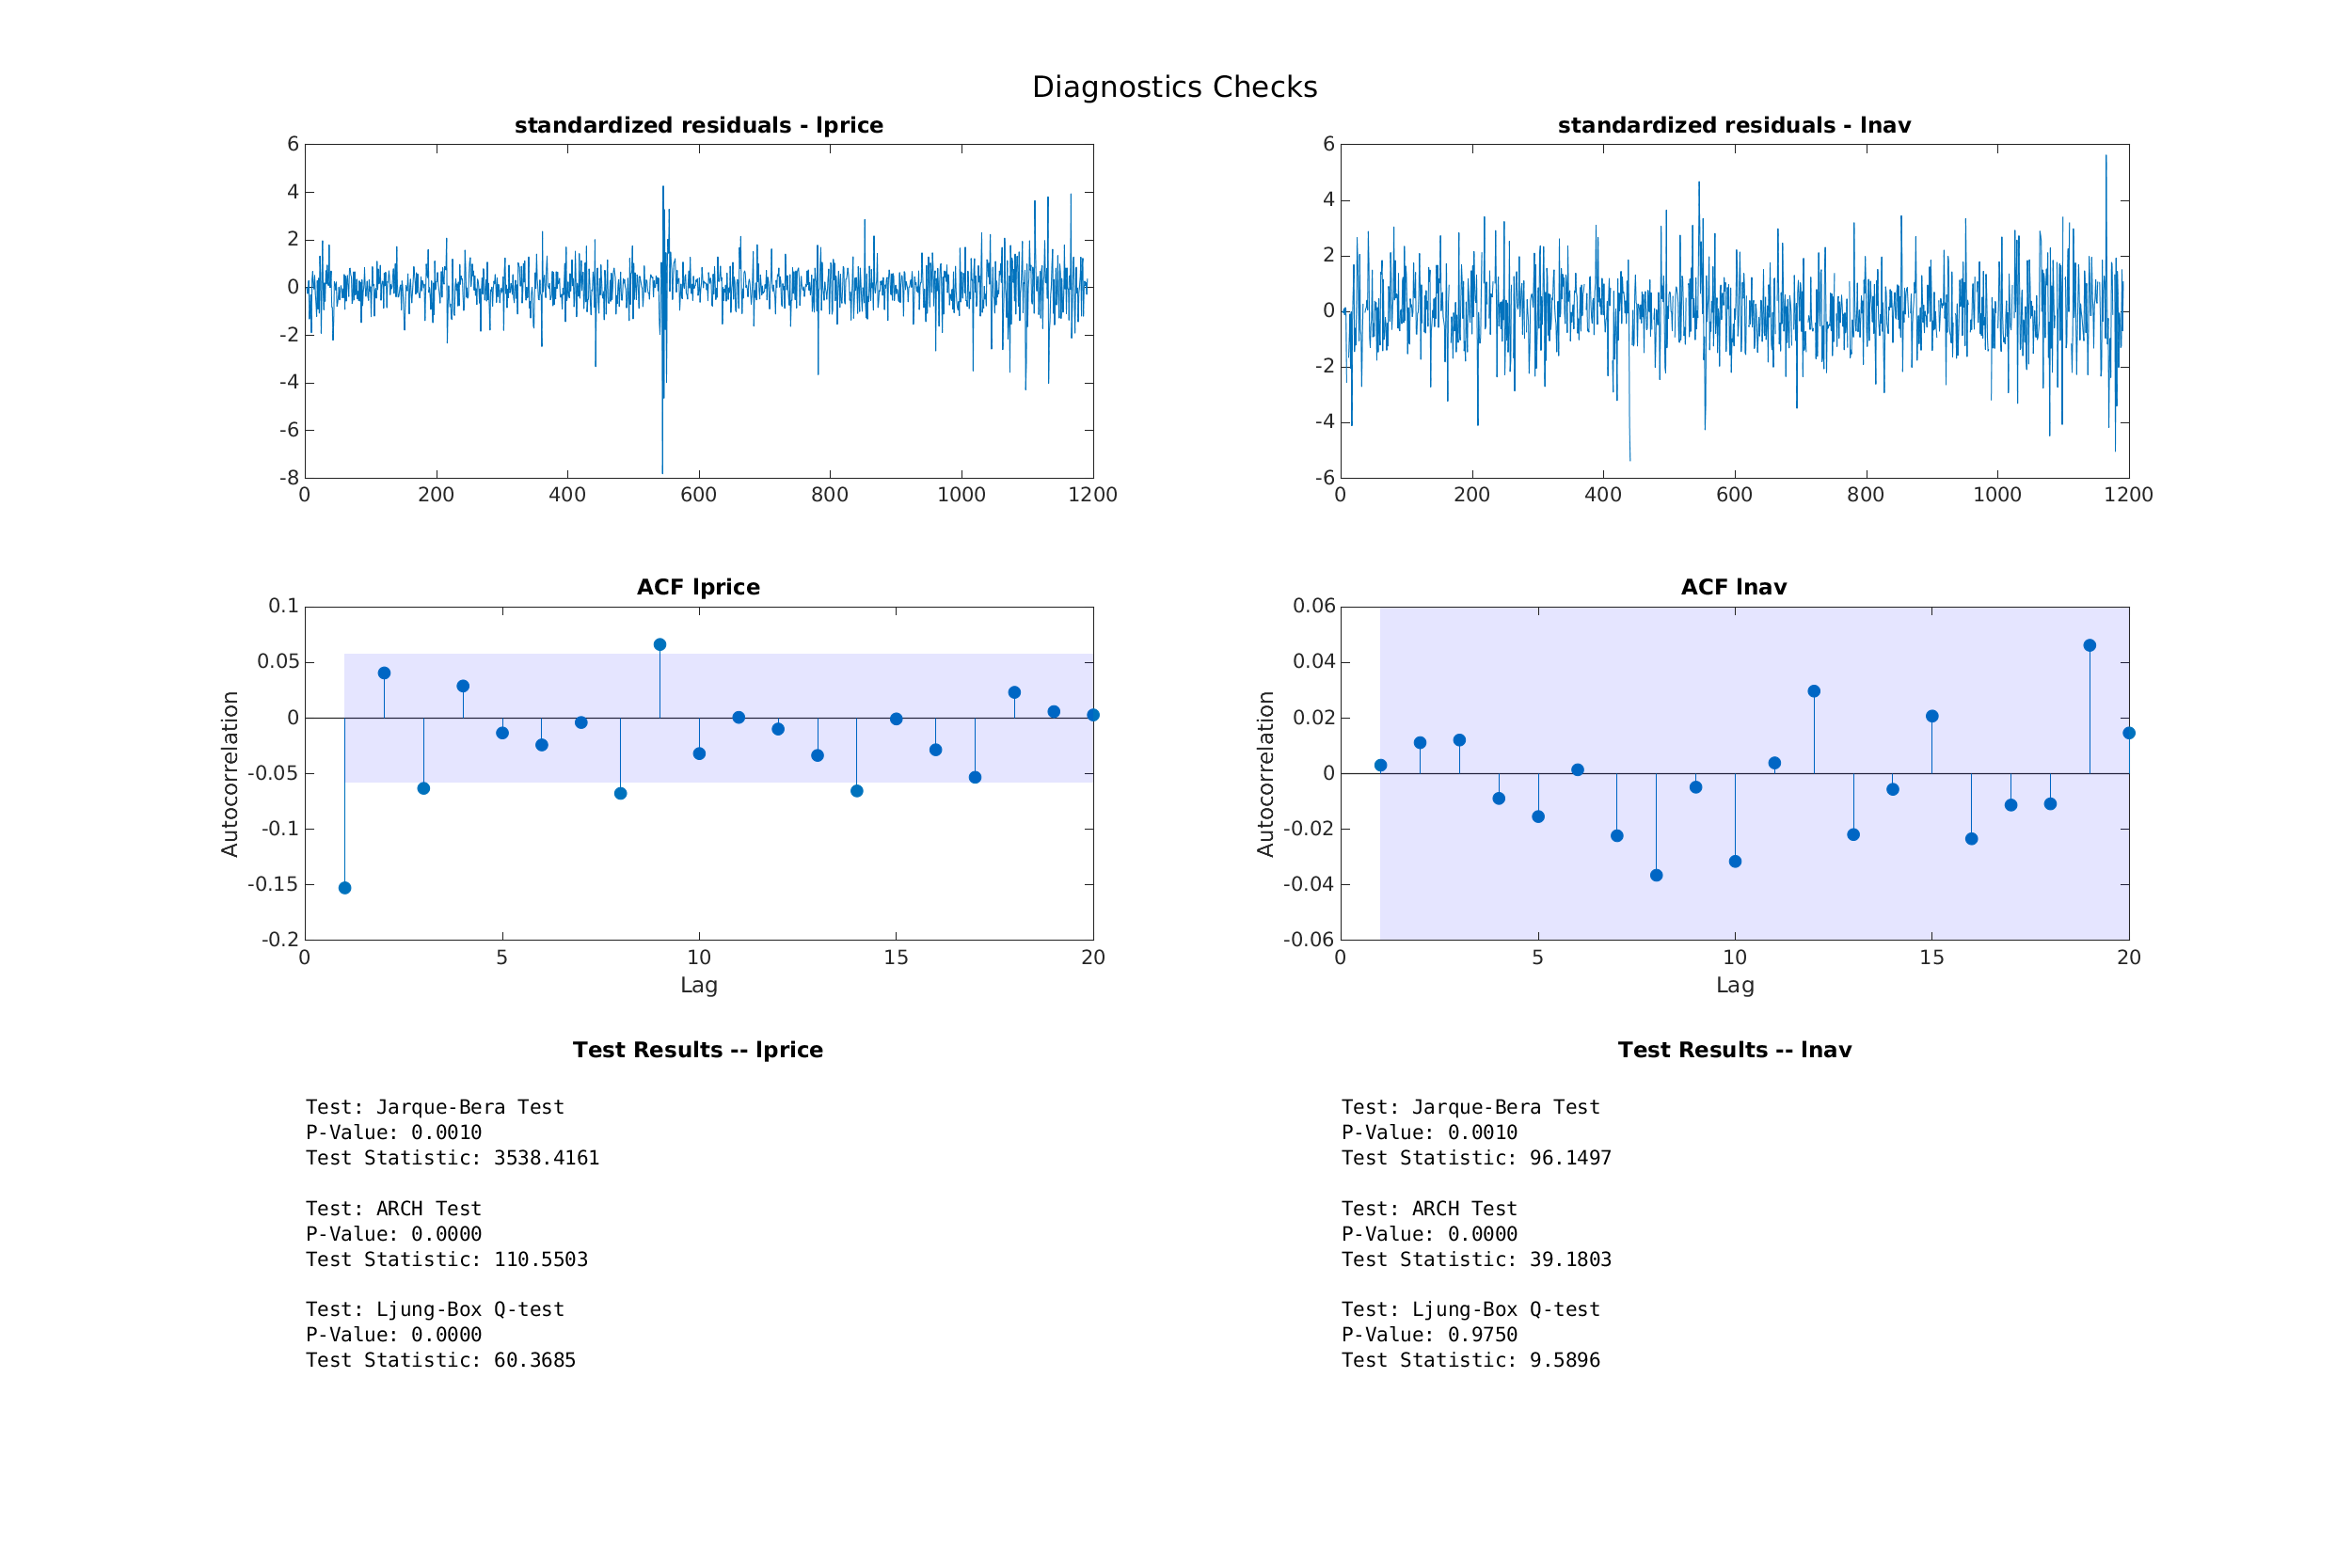 Diagnostics Checks
standardized residuals - lprice
6
4
2
0
-2
-4
-6
-8
0 200 400 600 800 1000 1200
standardized residuals - lnav
6
4
2
0
-2
-4
-6
0 200 400 600 800 1000 1200
ACF lprice
Autocorrelation
0.1
0.05
0
-0.05
-0.1
-0.15
-0.2
0 5 10 15 20
Lag
ACF lnav
Autocorrelation
0.06
0.04
0.02
0
-0.02
-0.04
-0.06
0 5 10 15 20
Lag
Test Results -- lprice
Test: Jarque-Bera Test
P-Value: 0.0010
Test Statistic: 3538.4161
Test: ARCH Test
P-Value: 0.0000
Test Statistic: 110.5503
Test: Ljung-Box Q-test
P-Value: 0.0000
Test Statistic: 60.3685
Test Results -- lnav
Test: Jarque-Bera Test
P-Value: 0.0010
Test Statistic: 96.1497
Test: ARCH Test
P-Value: 0.0000
Test Statistic: 39.1803
Test: Ljung-Box Q-test
P-Value: 0.9750
Test Statistic: 9.5896